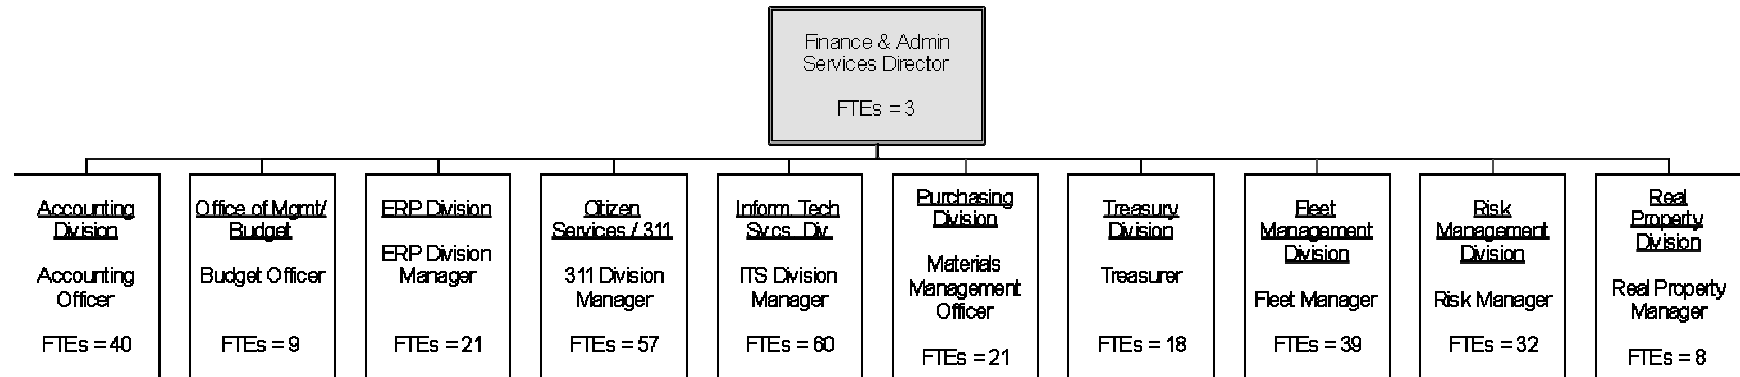 Finance & Admin
Services Director
FTEs = 3
Accounting
Division
Accounting
Officer
FTEs = 40
Office of Mgmt/
Budget
Budget Officer
FTEs = 9
ERP Division
ERP Division
Manager
FTEs = 21
Citizen
Services / 311
311 Division
Manager
FTEs = 57
Inform. Tech
Svcs. Div.
ITS Division
Manager
FTEs = 60
Purchasing
Division
Materials
Management
Officer
FTEs = 21
Treasury
Division
Treasurer
FTEs = 18
Fleet
Management
Division
Fleet Manager
FTEs = 39
Risk
Management
Division
Risk Manager
FTEs = 32
Real
Property
Division
Real Property
Manager
FTEs = 8